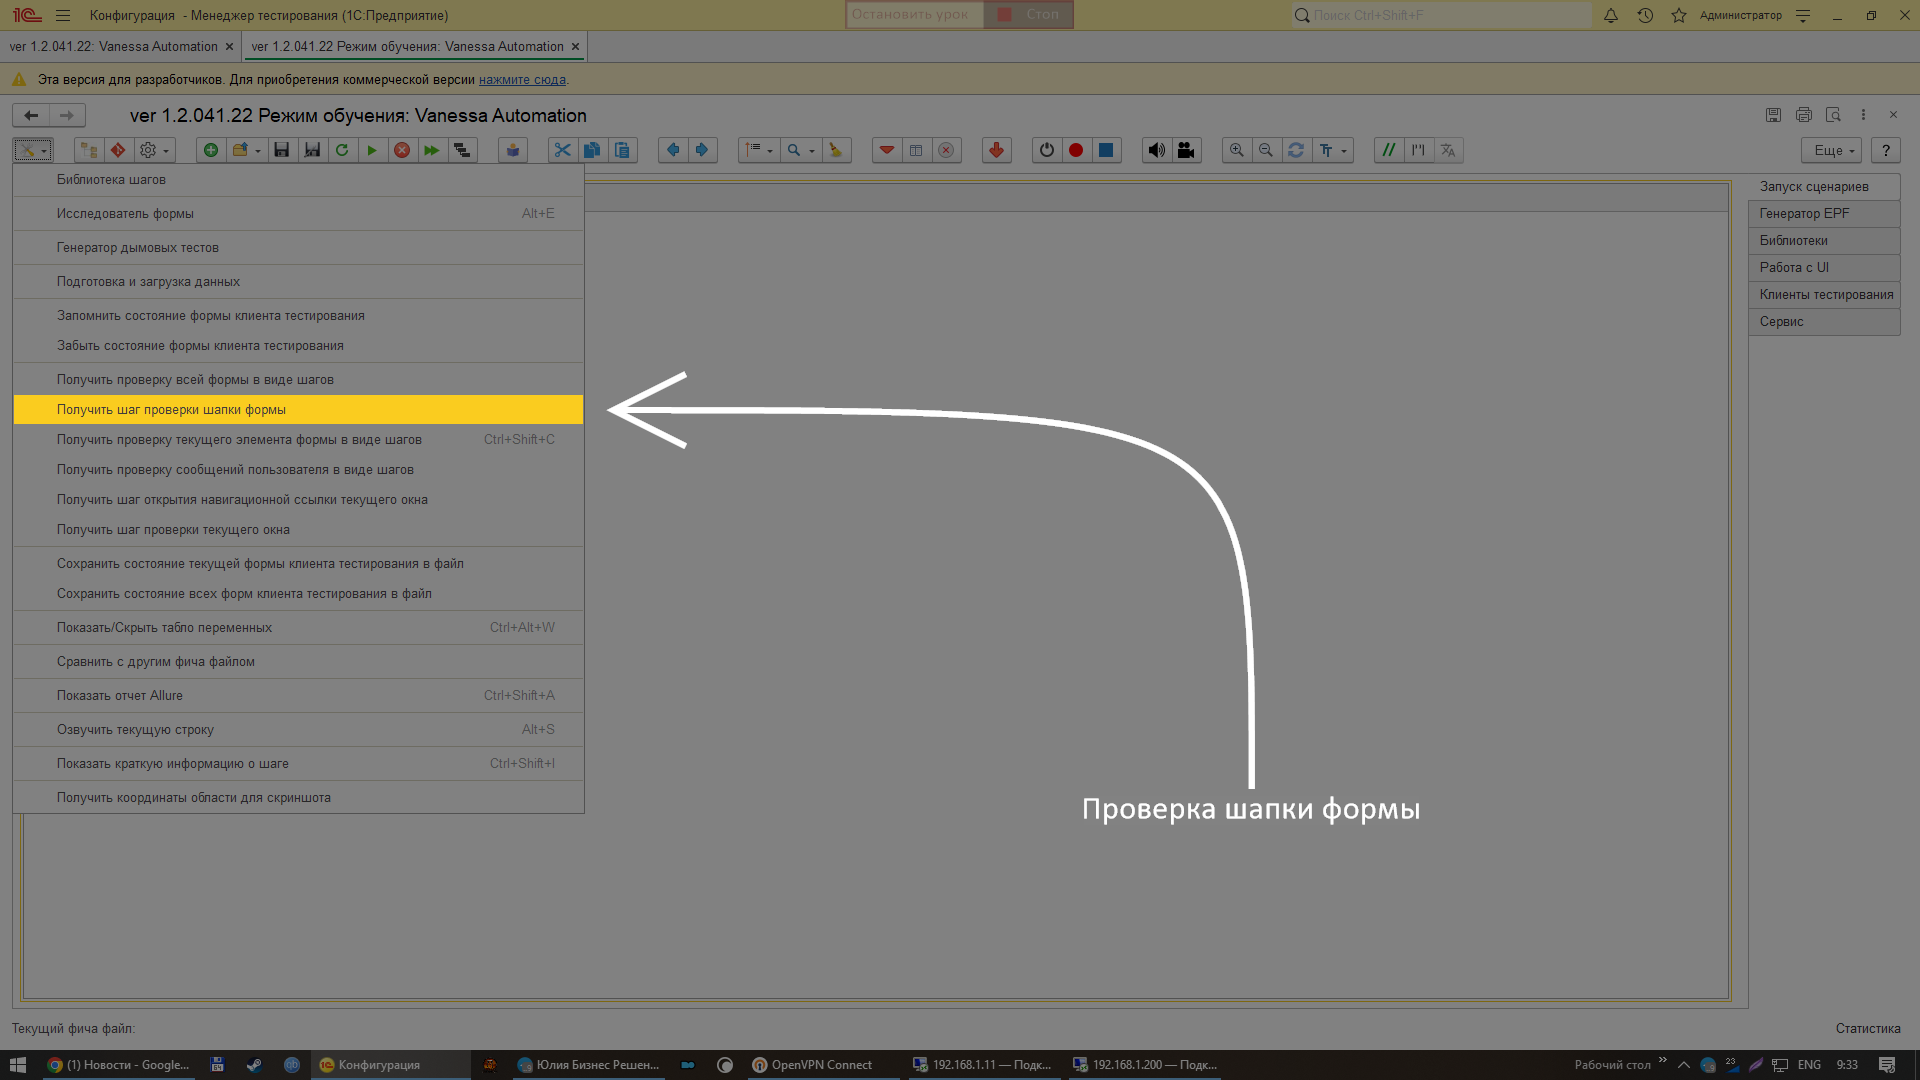 1С Конфигурация - Менеджер тестирования (1С:Предприятие)
Остановить урок Стоп
Поиск Ctrl+Shift+F
Администратор
ver 1.2.041.22: Vanessa Automation ×
ver 1.2.041.22 Режим обучения: Vanessa Automation ×
Эта версия для разработчиков. Для приобретения коммерческой версии нажмите сюда.
ver 1.2.041.22 Режим обучения: Vanessa Automation
Еще ?
Библиотека шагов
Исследователь формы Alt+E
Генератор дымовых тестов
Подготовка и загрузка данных
Запомнить состояние формы клиента тестирования
Забыть состояние формы клиента тестирования
Получить проверку всей формы в виде шагов
Получить шаг проверки шапки формы
Получить проверку текущего элемента формы в виде шагов Ctrl+Shift+C
Получить проверку сообщений пользователя в виде шагов
Получить шаг открытия навигационной ссылки текущего окна
Получить шаг проверки текущего окна
Сохранить состояние текущей формы клиента тестирования в файл
Сохранить состояние всех форм клиента тестирования в файл
Показать/Скрыть табло переменных Ctrl+Alt+W
Сравнить с другим фича файлом
Показать отчет Allure Ctrl+Shift+A
Озвучить текущую строку Alt+S
Показать краткую информацию о шаге Ctrl+Shift+I
Получить координаты области для скриншота
Запуск сценариев
Генератор EPF
Библиотеки
Работа с UI
Клиенты тестирования
Сервис
Проверка шапки формы
Текущий фича файл:
Статистика
(1) Новости - Google...
Конфигурация
Юлия Бизнес Решен...
OpenVPN Connect
192.168.1.11 — Подк...
192.168.1.200 — Подк...
Рабочий стол
23
ENG
9:33